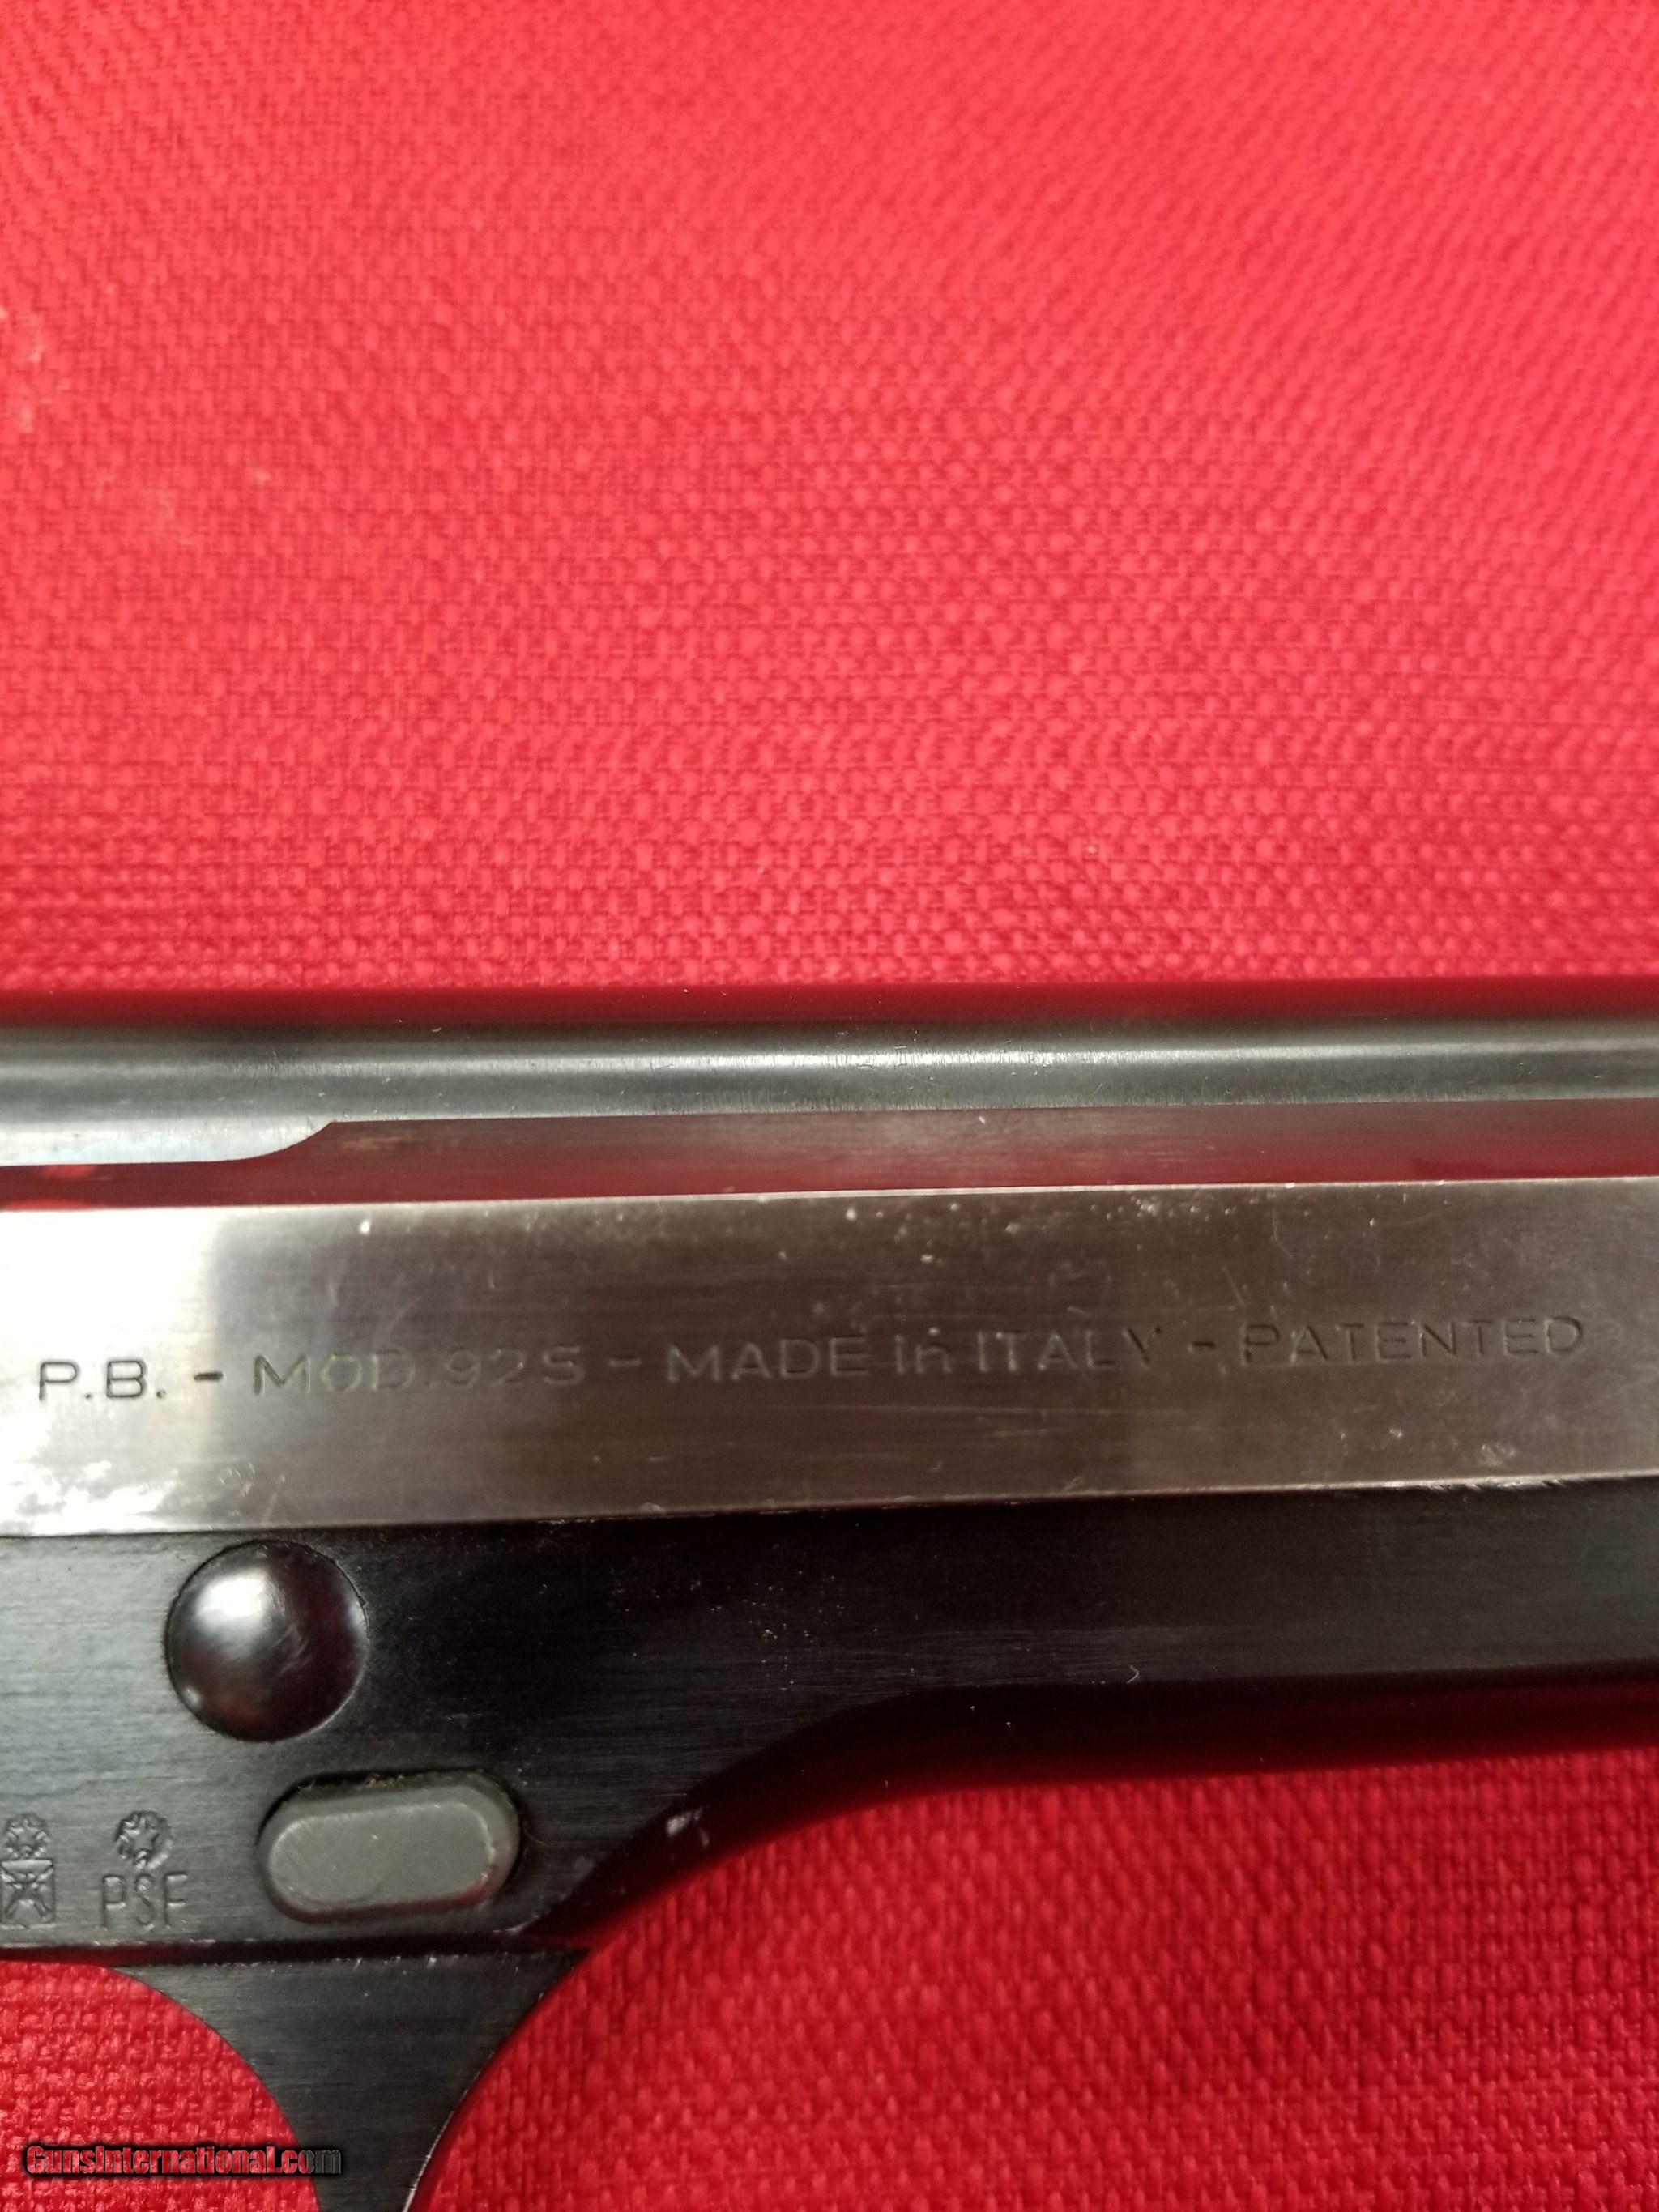 P.B. - MOD.92S - MADE in ITALY - PATENTED
PSF
GunsInternational.com